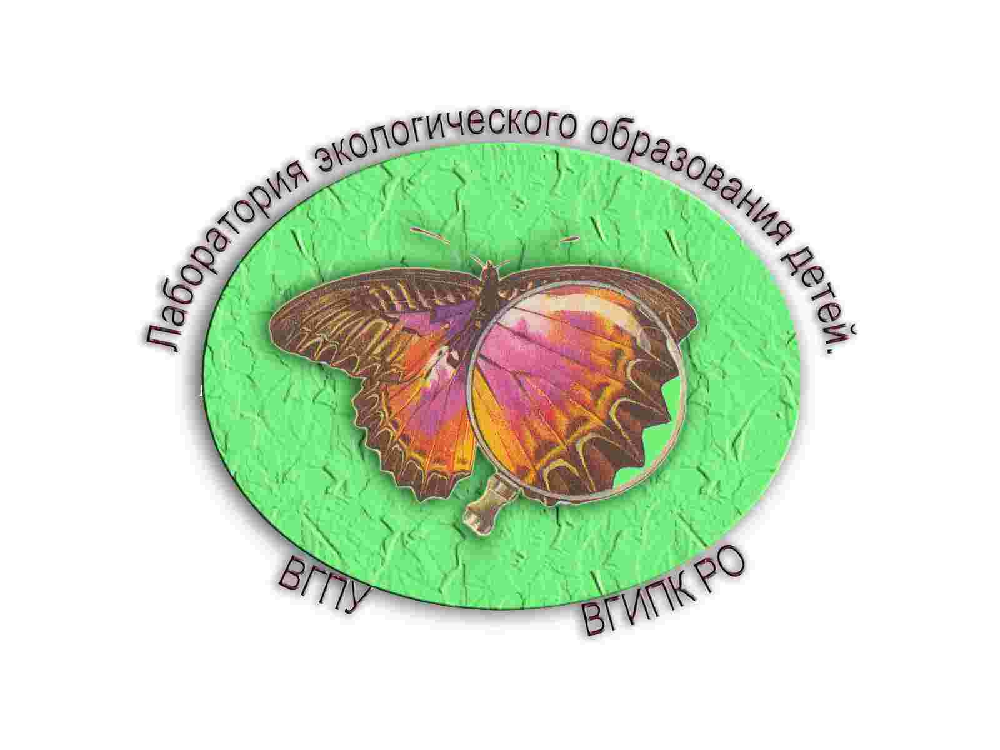 Лаборатория экологического образования детей.
ВГПУ
ВГИПК РО